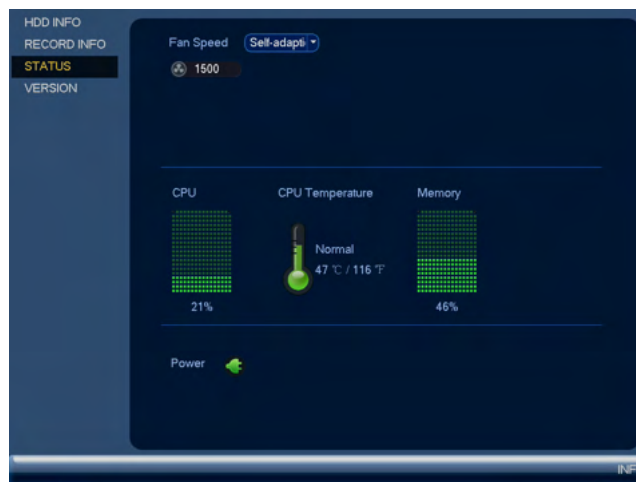 HDD INFO
RECORD INFO
STATUS
VERSION
Fan Speed Self-adapti
1500
CPU CPU Temperature Memory
Normal
47 ℃ / 116 ℉
21% 46%
Power
INF